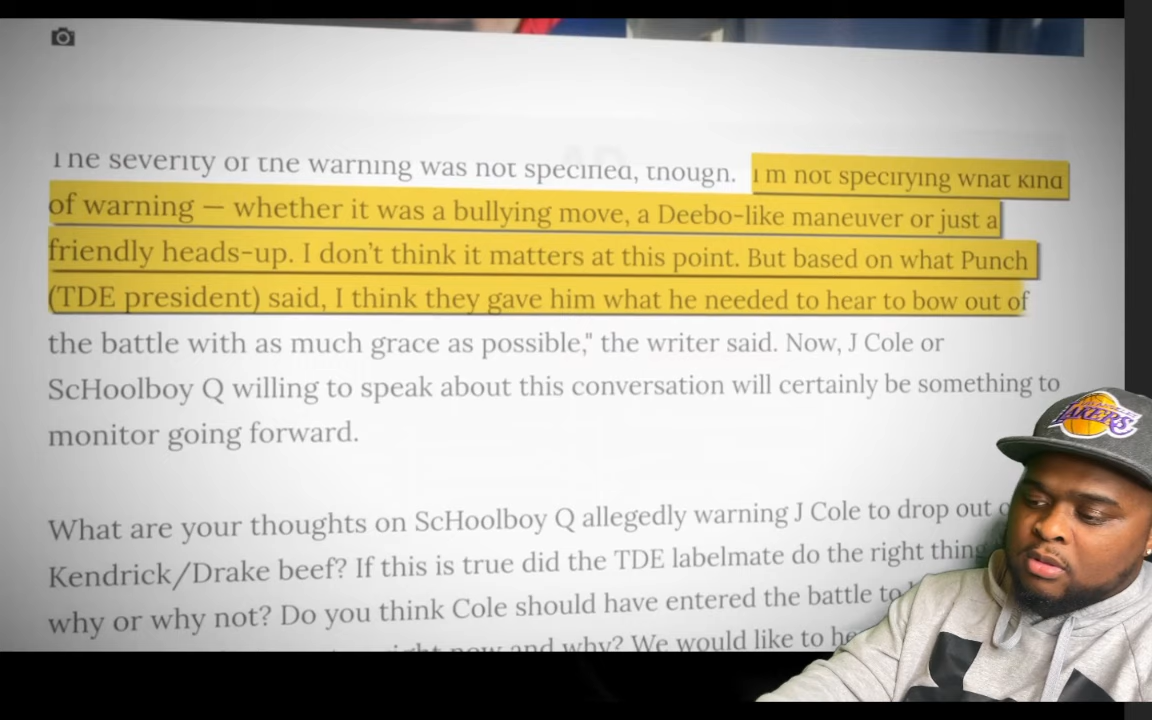 The severity of the warning was not specified, though. I'm not specifying what kind
of warning — whether it was a bullying move, a Deebo-like maneuver or just a
friendly heads-up. I don't think it matters at this point. But based on what Punch
(TDE president) said, I think they gave him what he needed to hear to bow out of
the battle with as much grace as possible," the writer said. Now, J Cole or
ScHoolboy Q willing to speak about this conversation will certainly be something to
monitor going forward.
What are your thoughts on ScHoolboy Q allegedly warning J Cole to drop out
Kendrick/Drake beef? If this is true did the TDE labelmate do the right thing
why or why not? Do you think Cole should have entered the battle to
now and why? We would like to
LAKERS